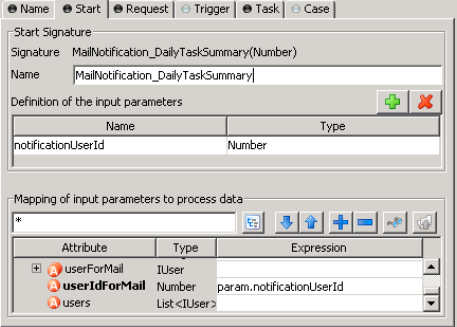 Name Start Request Trigger Task Case
Start Signature
Signature MailNotification_DailyTaskSummary(Number)
Name MailNotification_DailyTaskSummary
Definition of the input parameters
Name Type
notificationUserId Number
Mapping of input parameters to process data
*
Attribute Type Expression
userForMail IUser
userIdForMail Number param.notificationUserId
users List<IUser>